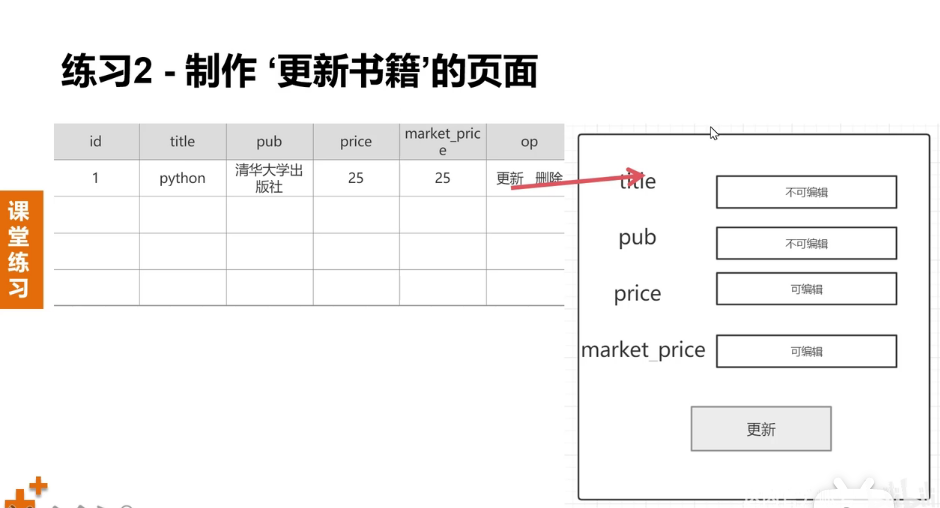 练习2 - 制作 ‘更新书籍’的页面
课堂练习
id title pub price market_pric
e
op
1 python 清华大学出
版社
25 25 更新 删除
title 不可编辑
pub 不可编辑
price 可编辑
market_price 可编辑
更新